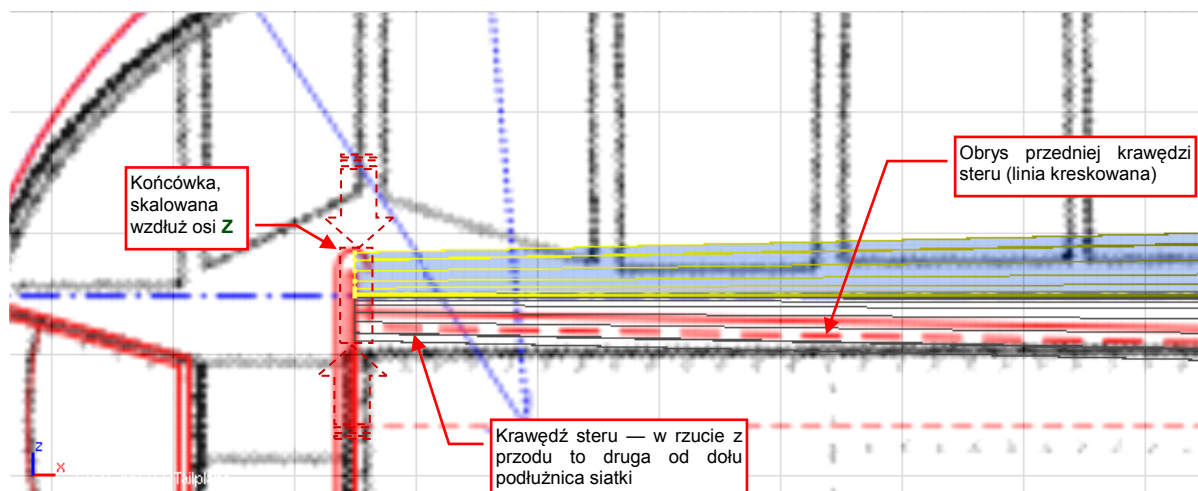 Obrys przedniej krawędzi
steru (linia kreskowana)
Końcówka,
skalowana
wzdłuż osi Z
Krawędź steru — w rzucie z
przodu to druga od dołu
podłużnica siatki
z
x